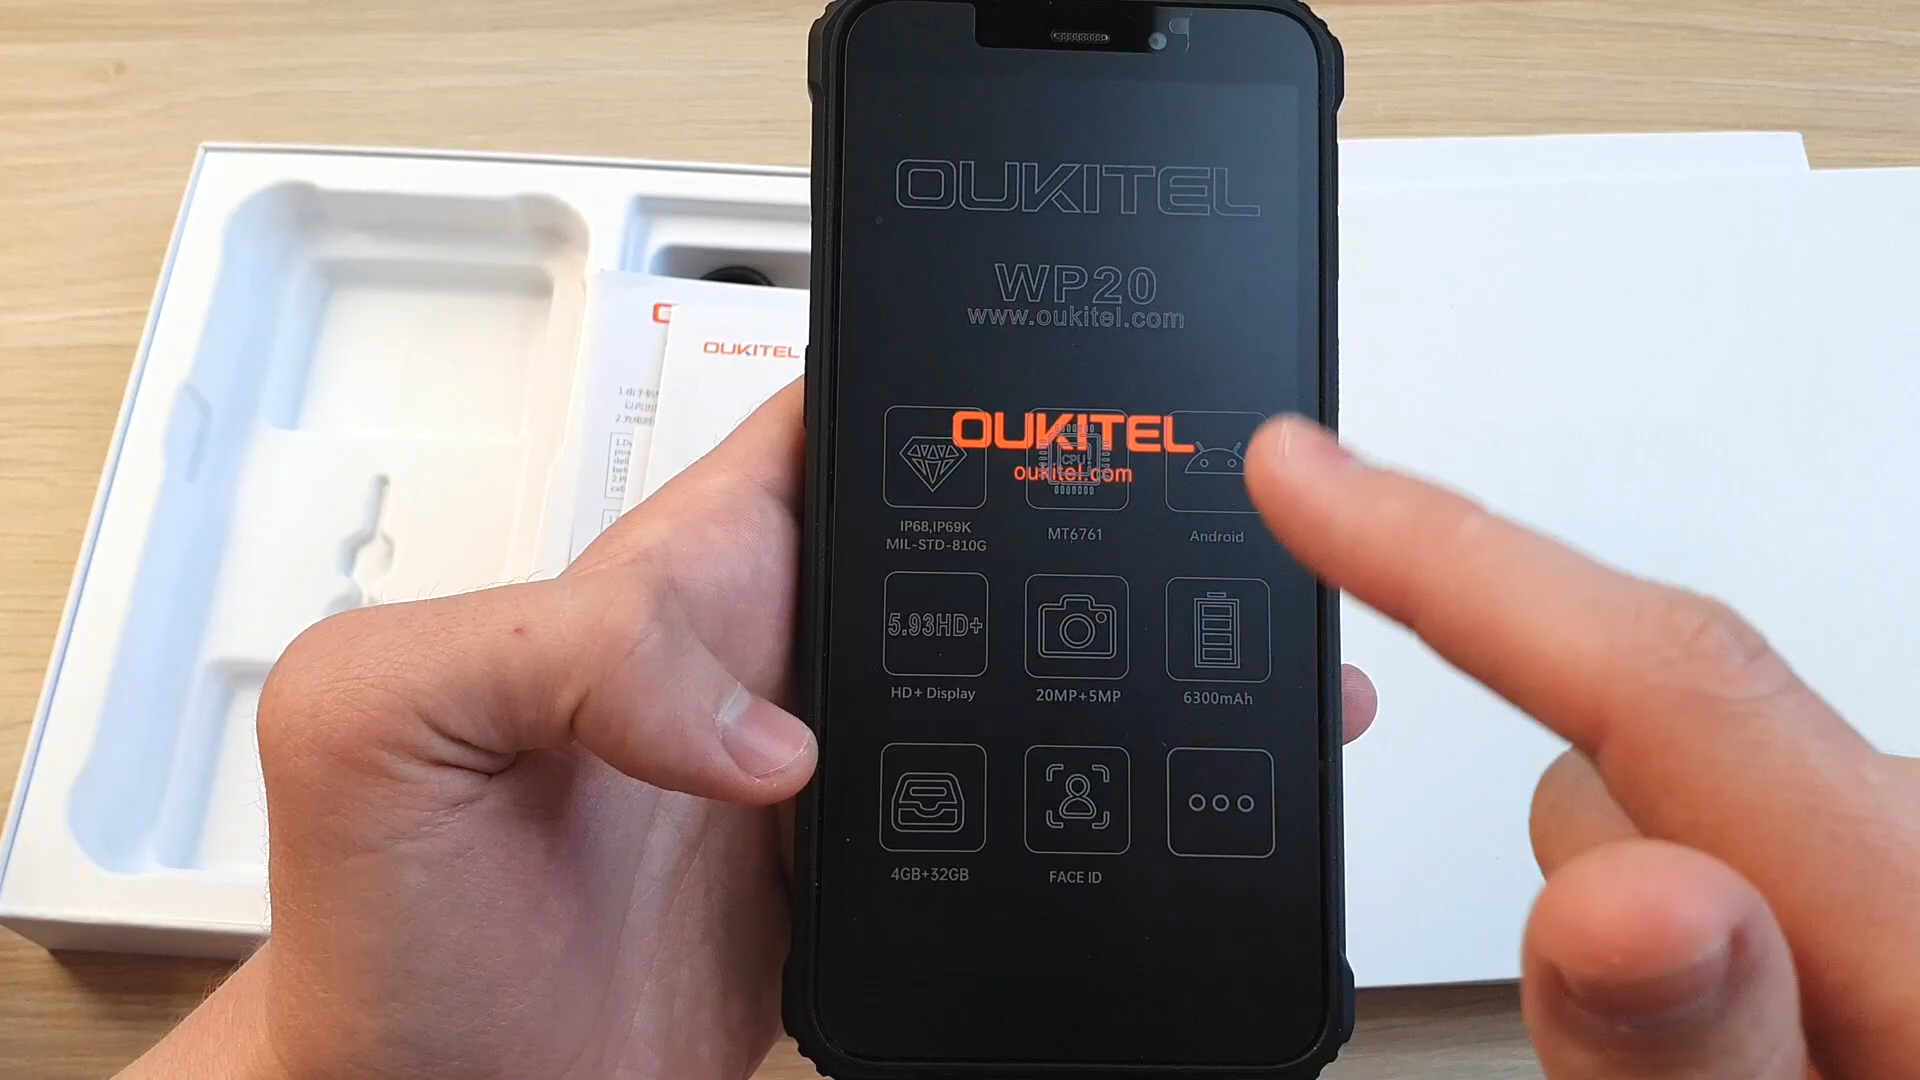 OUKITEL
WP20
www.oukitel.com
OUKITEL
oukitel.com
CPU
IP68,IP69K
MIL-STD-810G
MT6761
Android
5.93HD+
HD+ Display
20MP+5MP
6300mAh
4GB+32GB
FACE ID
OUKITEL